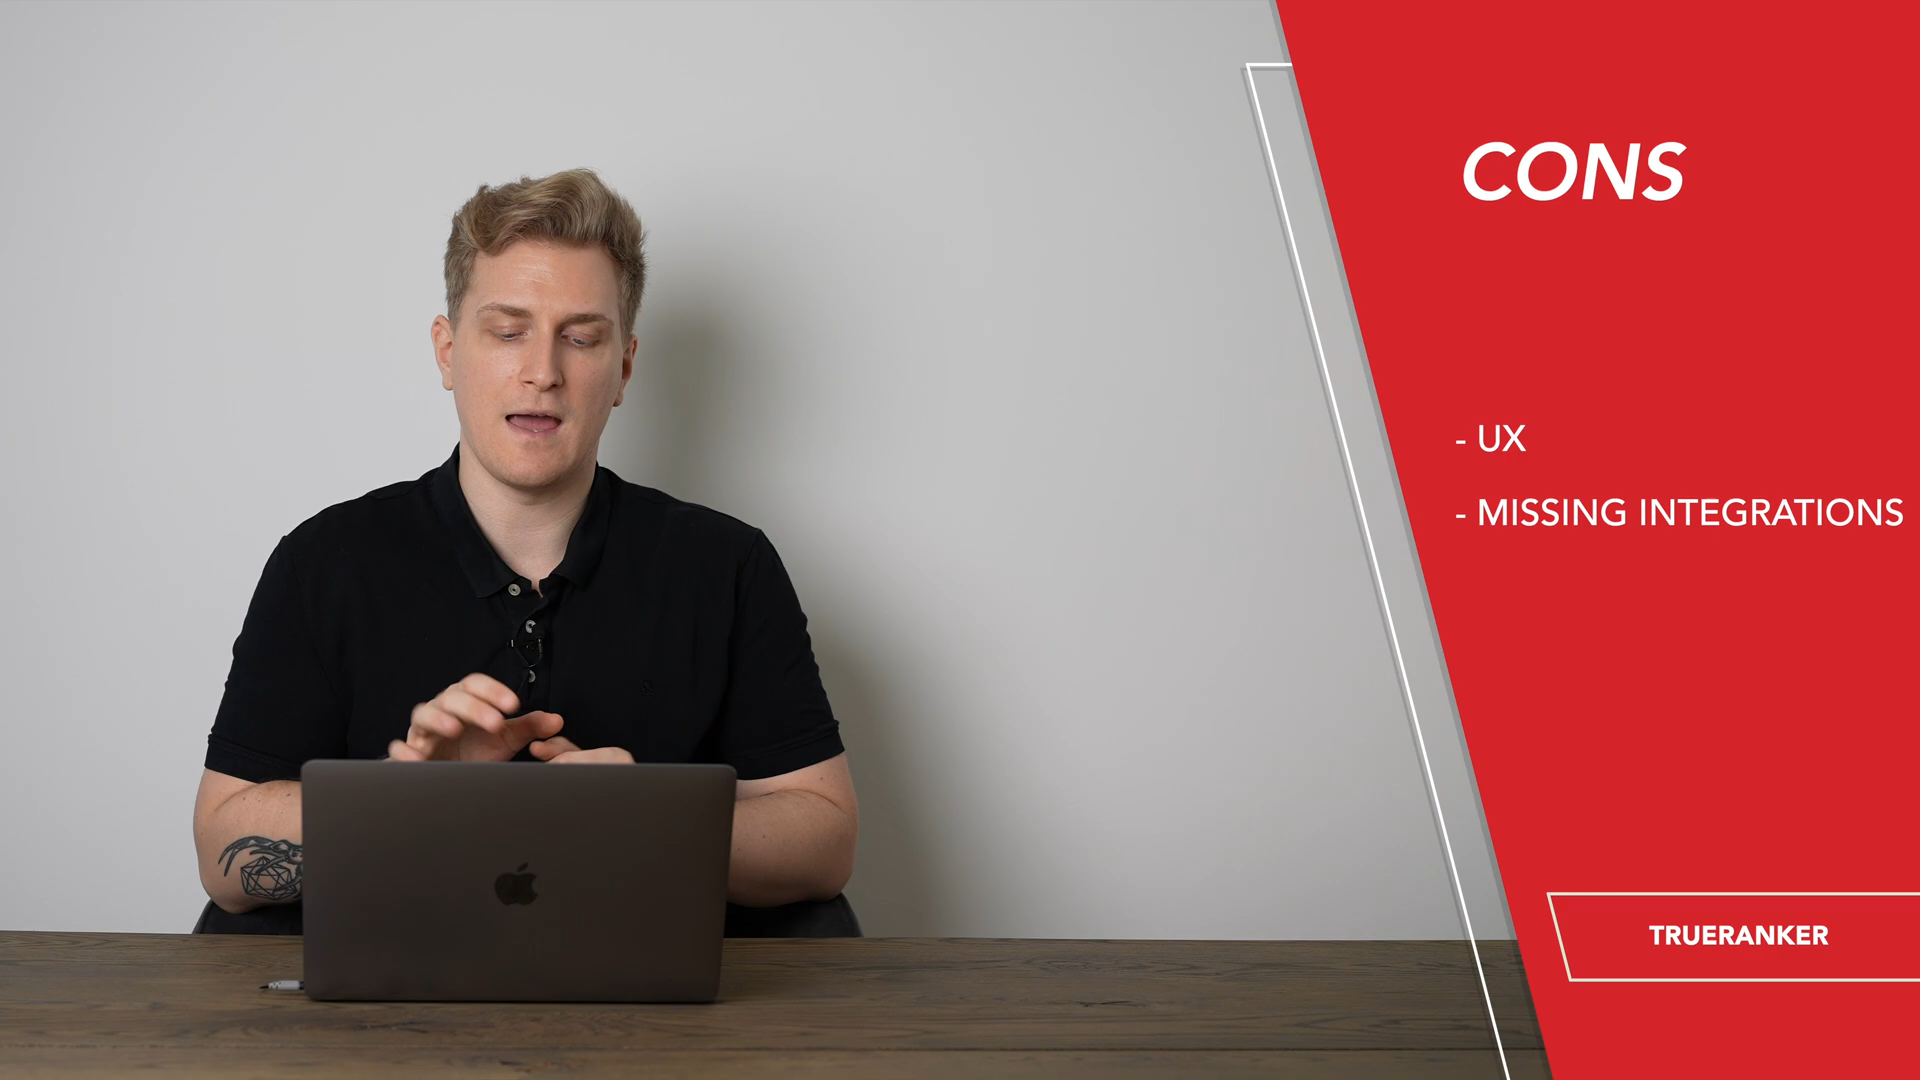 CONS
- UX
- MISSING INTEGRATIONS
TRUERANKER